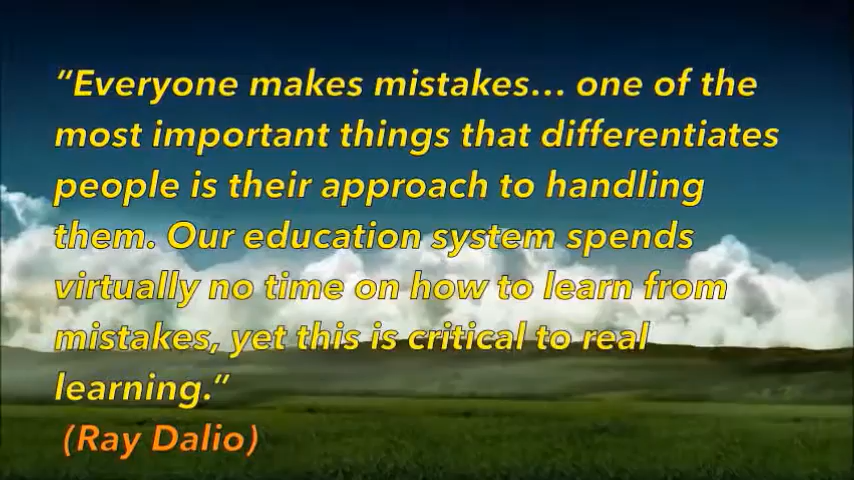 “Everyone makes mistakes… one of the
most important things that differentiates
people is their approach to handling
them. Our education system spends
virtually no time on how to learn from
mistakes, yet this is critical to real
learning.”
(Ray Dalio)